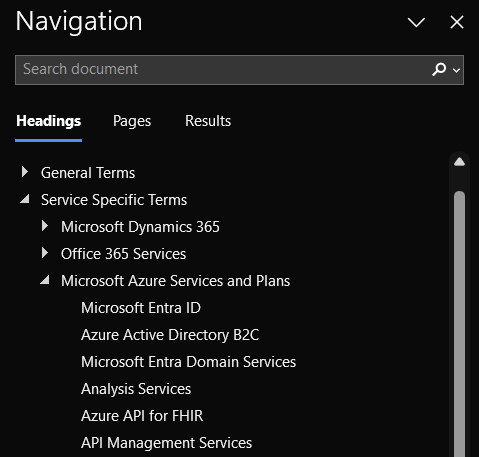 Navigation
Search document
Headings Pages Results
General Terms
Service Specific Terms
Microsoft Dynamics 365
Office 365 Services
Microsoft Azure Services and Plans
Microsoft Entra ID
Azure Active Directory B2C
Microsoft Entra Domain Services
Analysis Services
Azure API for FHIR
API Management Services